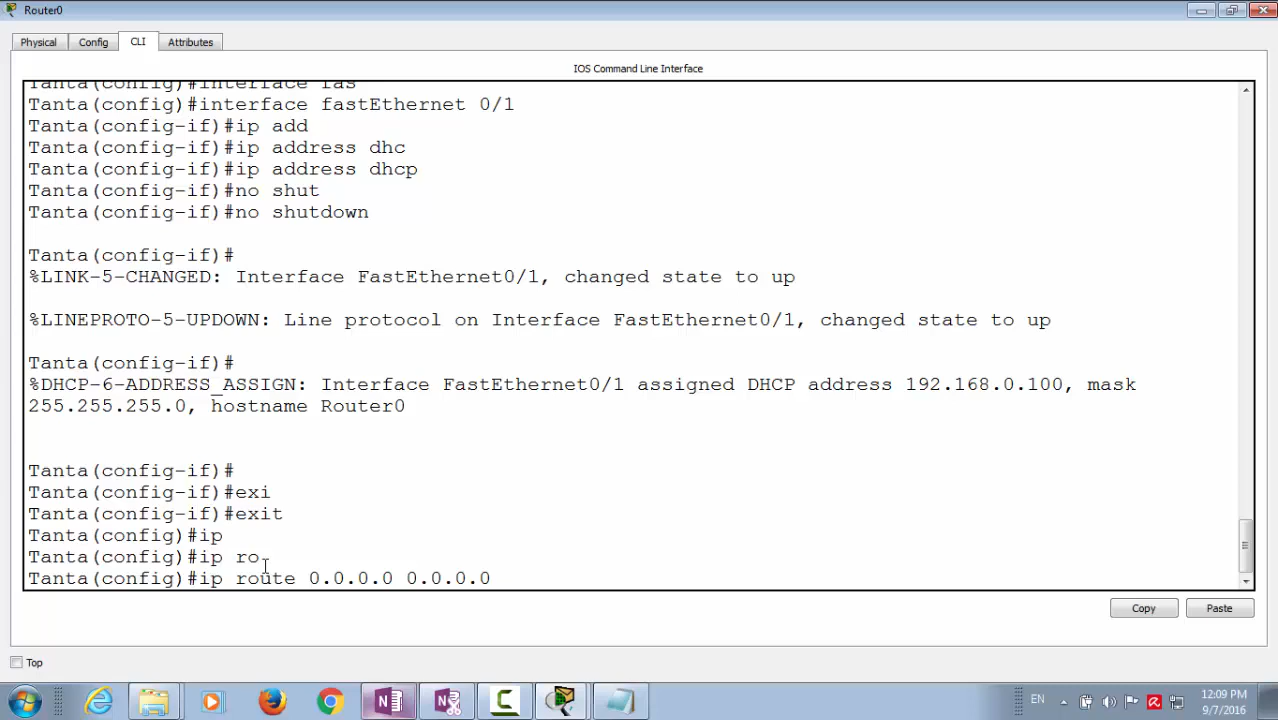 Router0
Physical
Config
CLI
Attributes
IOS Command Line Interface
Tanta(config)#interface fas
Tanta(config)#interface fastEthernet 0/1
Tanta(config-if)#ip add
Tanta(config-if)#ip address dhc
Tanta(config-if)#ip address dhcp
Tanta(config-if)#no shut
Tanta(config-if)#no shutdown
Tanta(config-if)#
%LINK-5-CHANGED: Interface FastEthernet0/1, changed state to up
%LINEPROTO-5-UPDOWN: Line protocol on Interface FastEthernet0/1, changed state to up
Tanta(config-if)#
%DHCP-6-ADDRESS_ASSIGN: Interface FastEthernet0/1 assigned DHCP address 192.168.0.100, mask
255.255.255.0, hostname Router0
Tanta(config-if)#
Tanta(config-if)#exi
Tanta(config-if)#exit
Tanta(config)#ip
Tanta(config)#ip ro
Tanta(config)#ip route 0.0.0.0 0.0.0.0
Copy
Paste
Top
EN
12:09 PM
9/7/2016